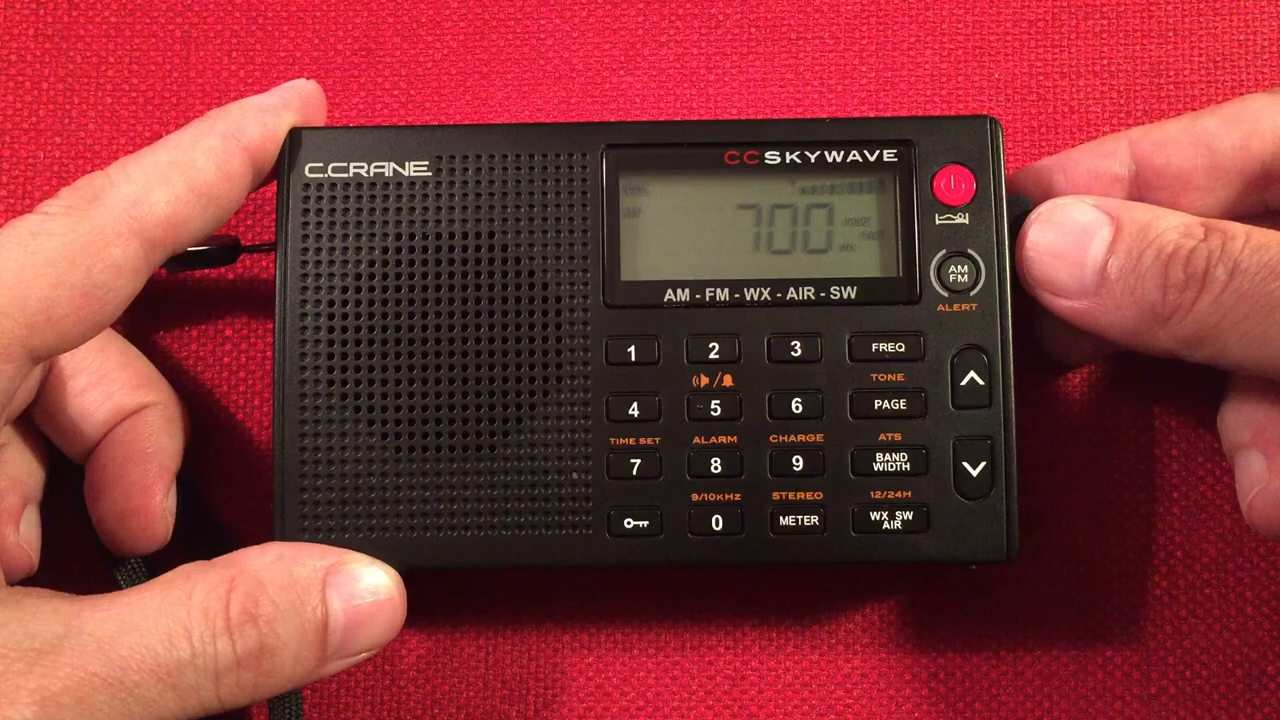 C.CRANE
CCSKYWAVE
AM
700
AM - FM - WX - AIR - SW
AM
FM
ALERT
1 2 3 FREQ
TONE
4 5 6 PAGE
TIME SET ALARM CHARGE ATS
7 8 9 BAND
WIDTH
9/10KHZ STEREO 12/24H
0 METER WX SW
AIR